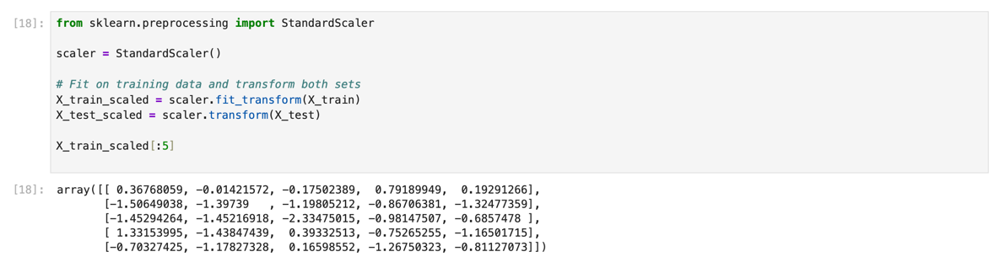 [18]: from sklearn.preprocessing import StandardScaler
scaler = StandardScaler()
# Fit on training data and transform both sets
X_train_scaled = scaler.fit_transform(X_train)
X_test_scaled = scaler.transform(X_test)
X_train_scaled[:5]
[18]: array([[ 0.36768059, -0.01421572, -0.17502389,  0.79189949,  0.19291266],
       [-1.50649038, -1.39739   , -1.19805212, -0.86706381, -1.32477359],
       [-1.45294264, -1.45216918, -2.33475015, -0.98147507, -0.6857478 ],
       [ 1.33153995, -1.43847439,  0.39332513, -0.75265255, -1.16501715],
       [-0.70327425, -1.17827328,  0.16598552, -1.26750323, -0.81127073]])